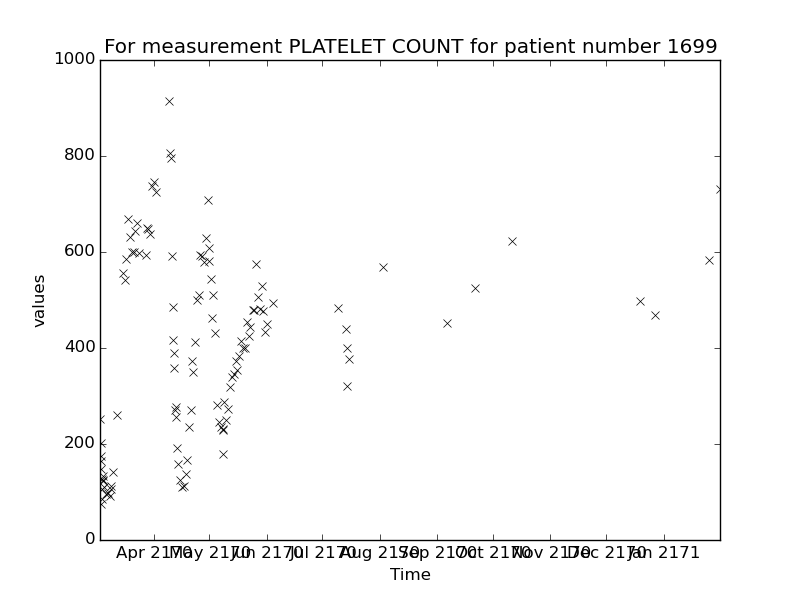 For measurement PLATELET COUNT for patient number 1699
1000
800
600
400
200
0
values
Apr 2170 May 2170 Jun 2170 Jul 2170 Aug 2170 Sep 2170 Oct 2170 Nov 2170 Dec 2170 Jan 2171
Time